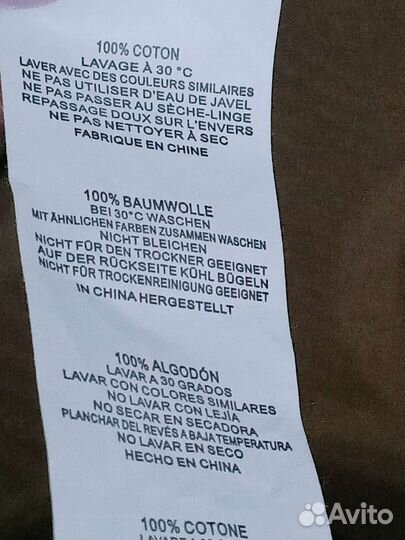 100% COTON
LAVAGE À 30 °C
LAVER AVEC DES COULEURS SIMILAIRES
NE PAS UTILISER D'EAU DE JAVEL
NE PAS PASSER AU SÈCHE-LINGE
REPASSAGE DOUX SUR L'ENVERS
NE PAS NETTOYER À SEC
FABRIQUE EN CHINE
100% BAUMWOLLE
BEI 30°C WASCHEN
MIT ÄHNLICHEN FARBEN ZUSAMMEN WASCHEN
NICHT BLEICHEN
NICHT FÜR DEN TROCKNER GEEIGNET
AUF DER RÜCKSEITE KÜHL BÜGELN
NICHT FÜR TROCKENREINIGUNG GEEIGNET
IN CHINA HERGESTELLT
100% ALGODÓN
LAVAR A 30 GRADOS
LAVAR CON COLORES SIMILARES
NO LAVAR CON LEJÍA
NO SECAR EN SECADORA
PLANCHAR DEL REVÉS A BAJA TEMPERATURA
NO LAVAR EN SECO
HECHO EN CHINA
100% COTONE
Avito